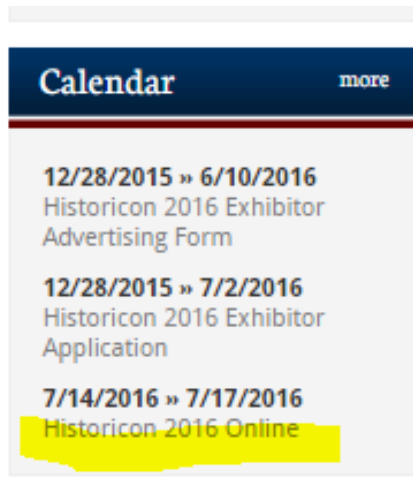 Calendar more
12/28/2015 » 6/10/2016
Historicon 2016 Exhibitor
Advertising Form
12/28/2015 » 7/2/2016
Historicon 2016 Exhibitor
Application
7/14/2016 » 7/17/2016
Historicon 2016 Online